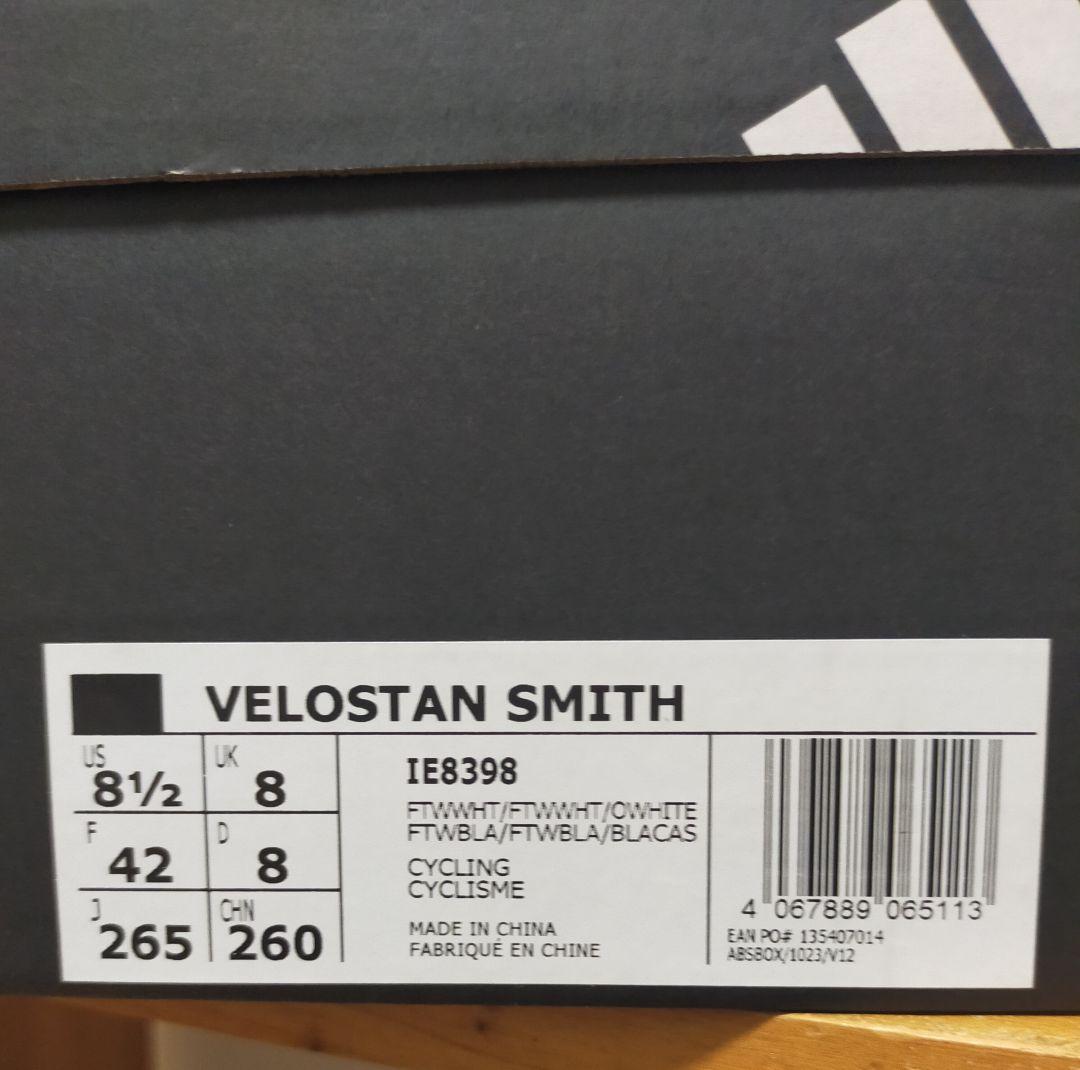 VELOSTAN SMITH
US
8½
UK
8
F
42
D
8
J
265
CHN
260
IE8398
FTWWHT/FTWWHT/OWHITE
FTWBLA/FTWBLA/BLACAS
CYCLING
CYCLISME
MADE IN CHINA
FABRIQUÉ EN CHINE
4 067889 065113
EAN PO# 135407014
ABSBOX/1023/V12